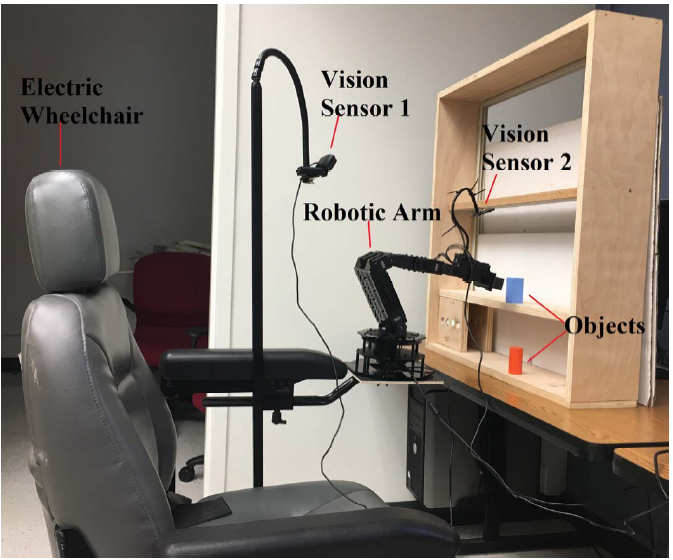 Electric
Wheelchair
Vision
Sensor 1
Vision
Sensor 2
Robotic Arm
Objects